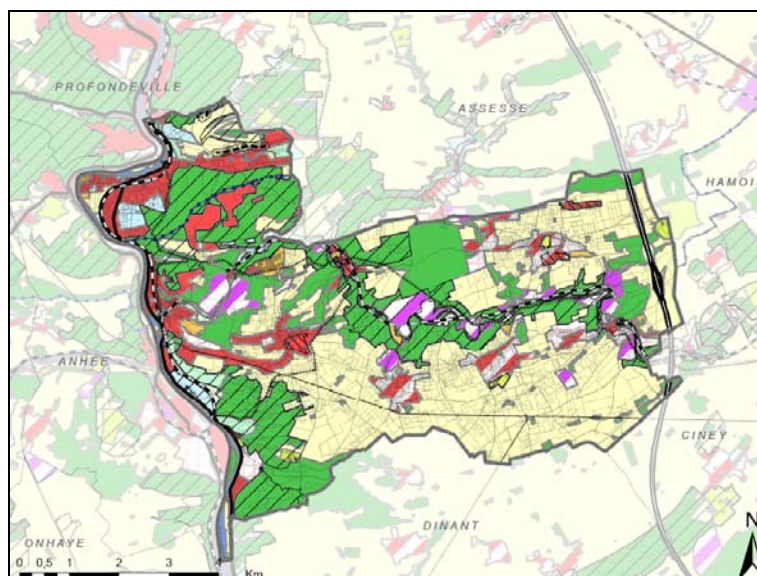 PROFONDEVILLE
ASSESSE
HAMOI
ANHEE
CINEY
DINANT
ONHAYE
N
0 0,5 1 2 3 4
Km